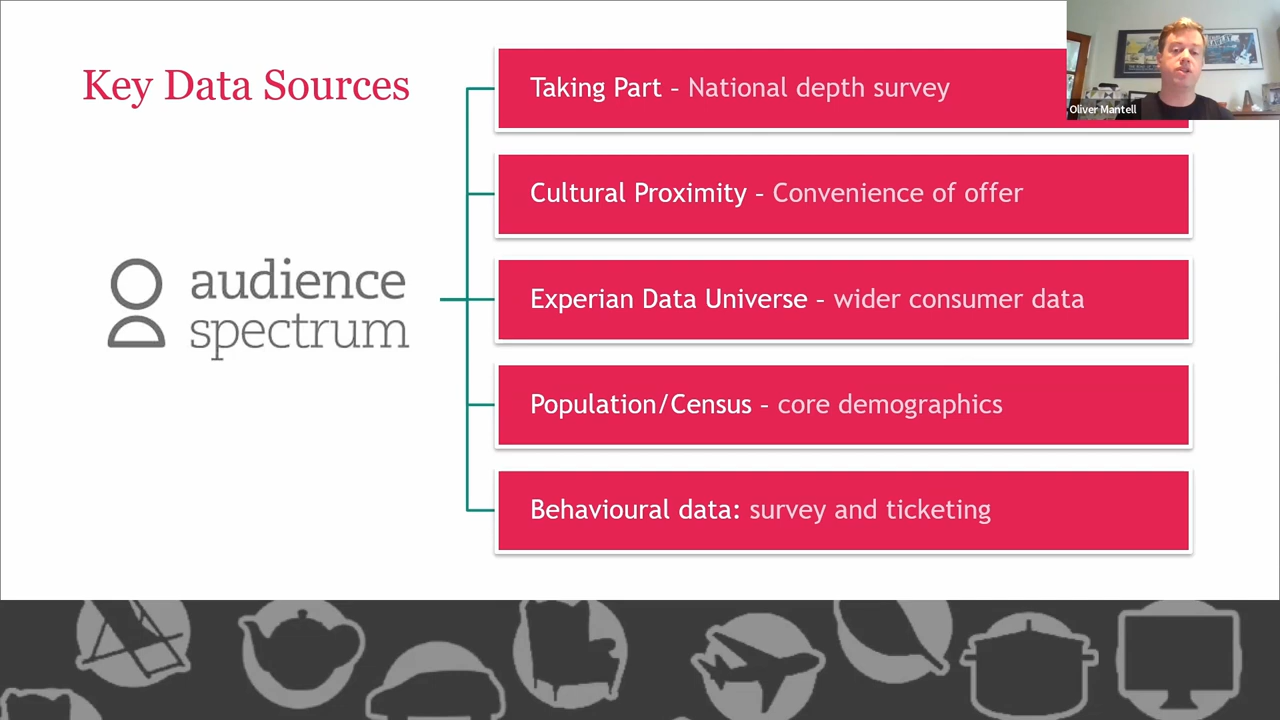 Key Data Sources
Taking Part – National depth survey
Oliver Mantell
Cultural Proximity – Convenience of offer
audience
spectrum
Experian Data Universe – wider consumer data
Population/Census – core demographics
Behavioural data: survey and ticketing